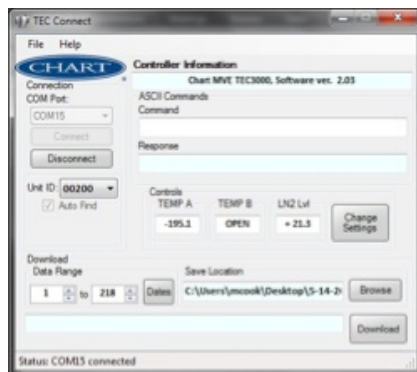 TEC Connect
File Help
CHART
Controller Information
Chart MVE TEC3000, Software ver. 2.03
Connection
COM Port:
COM15
Connect
Disconnect
Unit ID: 00200
Auto Find
ASCII Commands
Command
Response
Controls
TEMP A TEMP B LN2 Lvl
-195.1 OPEN + 21.3
Change Settings
Download
Data Range
1 to 218 Dates
Save Location
C:\Users\mcook\Desktop\5-14-2
Browse
Download
Status: COM15 connected